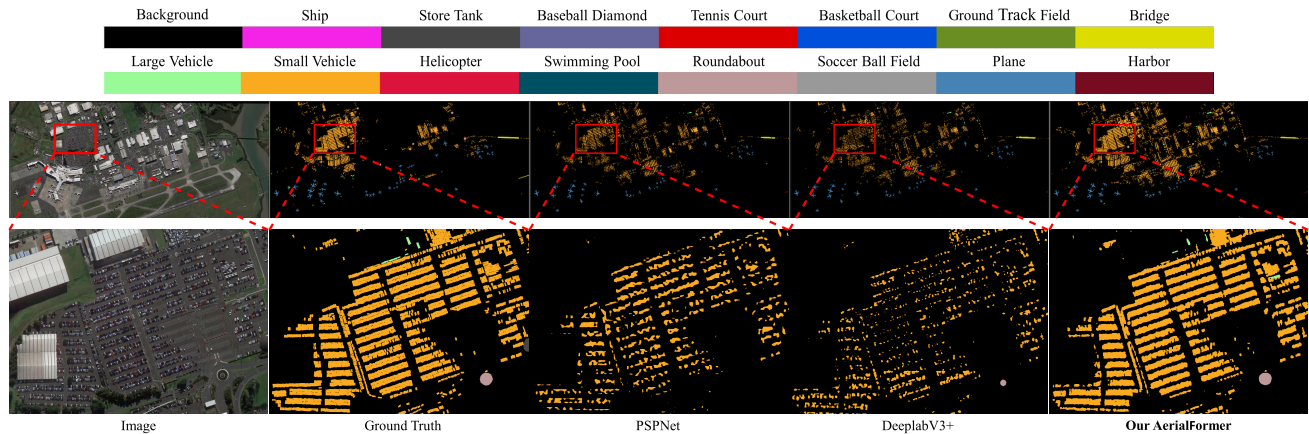 Background Ship Store Tank Baseball Diamond Tennis Court Basketball Court Ground Track Field Bridge
Large Vehicle Small Vehicle Helicopter Swimming Pool Roundabout Soccer Ball Field Plane Harbor
Image Ground Truth PSPNet DeeplabV3+ Our AerialFormer